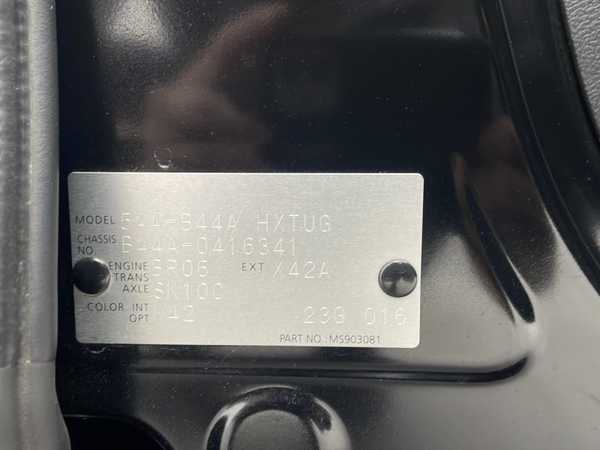 MODEL 5AA-B44A HXTUG
CHASSIS NO. B44A-0416341
ENGINE BR06 EXT X42A
TRANS AXLE SK10C
COLOR. INT OPT 42 23G 016
PART NO.: MS903081